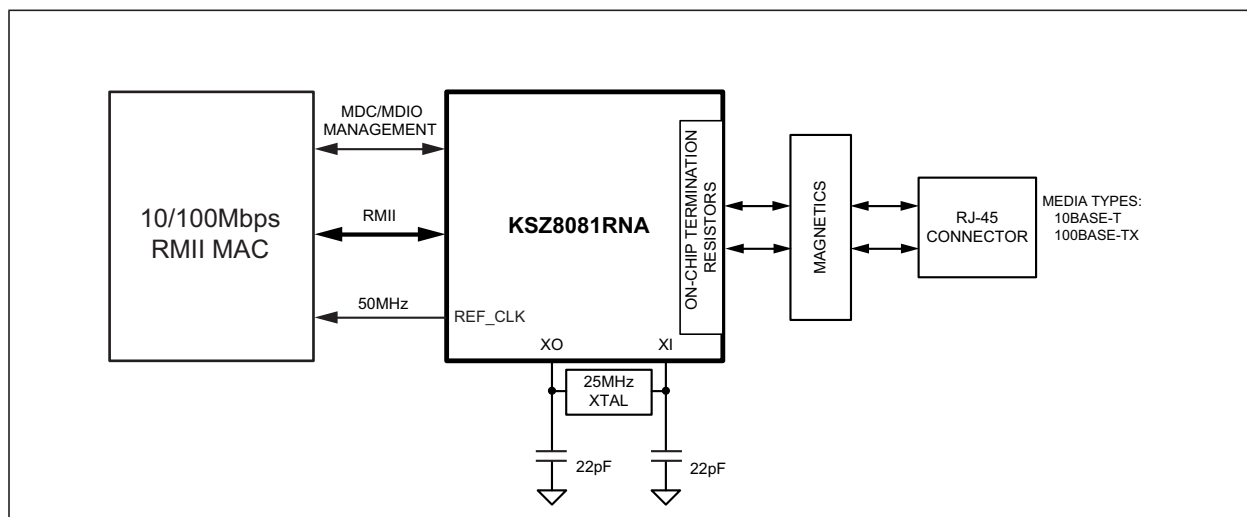 MDC/MDIO
MANAGEMENT
10/100Mbps
RMII MAC
RMII
50MHz
KSZ8081RNA
REF_CLK
XO
XI
ON-CHIP TERMINATION
RESISTORS
MAGNETICS
RJ-45
CONNECTOR
MEDIA TYPES:
10BASE-T
100BASE-TX
25MHz
XTAL
22pF
22pF